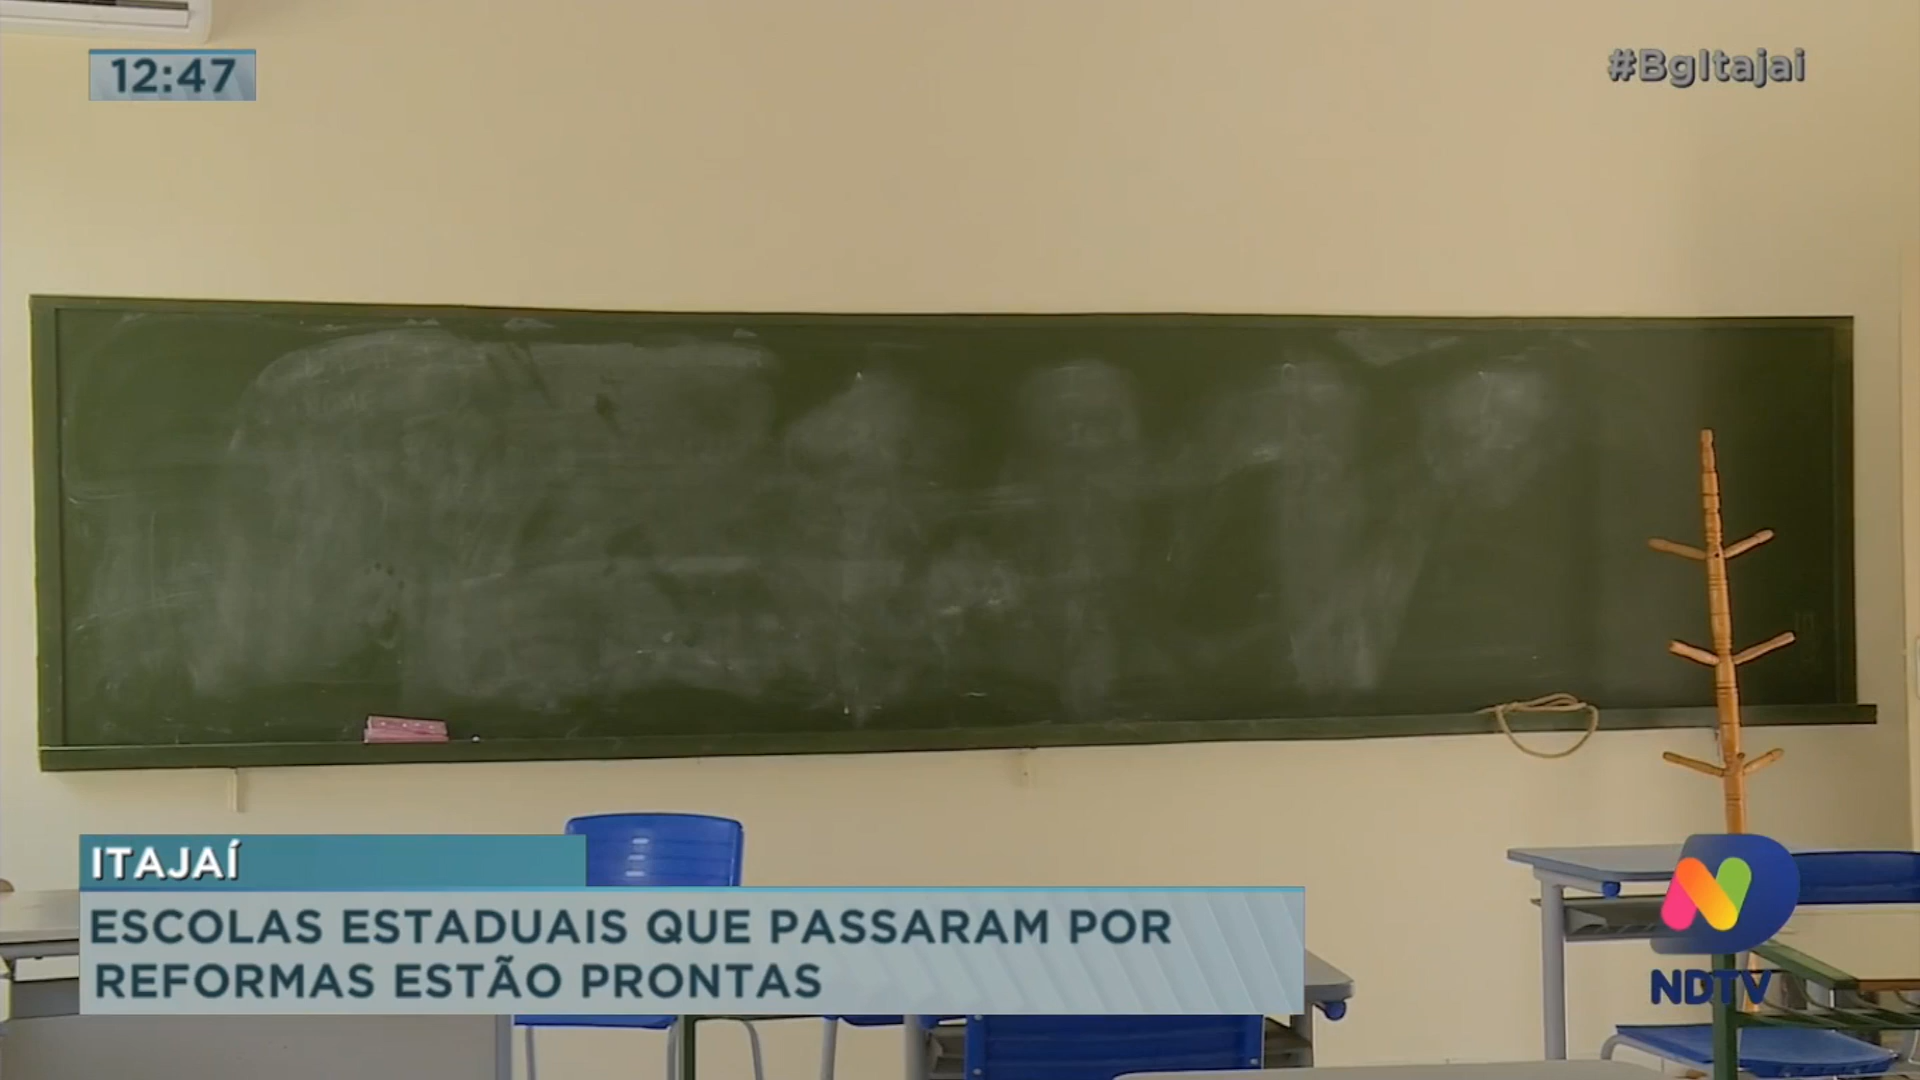 12:47
#BgItajai
ITAJAÍ
ESCOLAS ESTADUAIS QUE PASSARAM POR
REFORMAS ESTÃO PRONTAS
NDTV